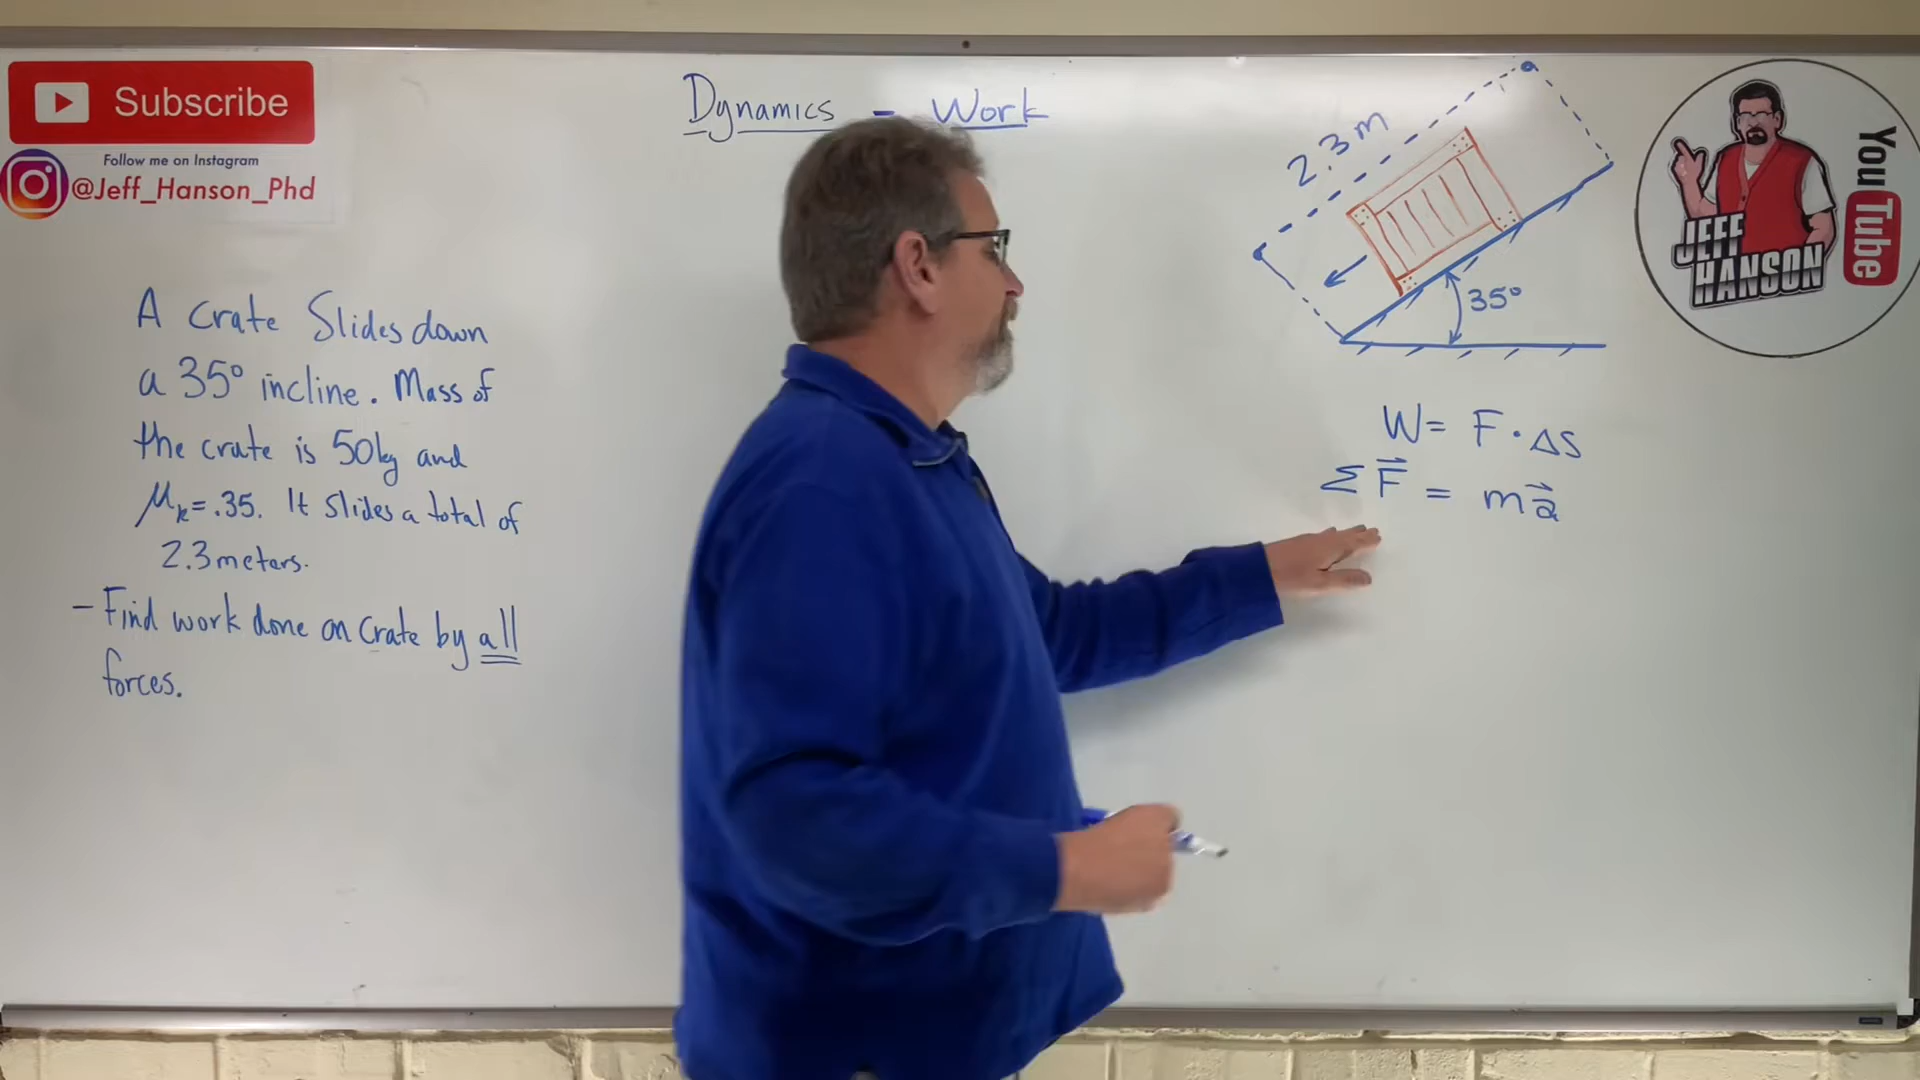 Subscribe
Follow me on Instagram
@Jeff_Hanson_Phd
Dynamics - Work
A crate Slides down
a 35° incline. Mass of
the crate is 50kg and
μk=.35. It slides a total of
2.3 meters.
- Find work done on crate by all
forces.
2.3 m
35°
W= F·ΔS
ΣF⃗ = ma⃗
JEFF
HANSON
YouTube